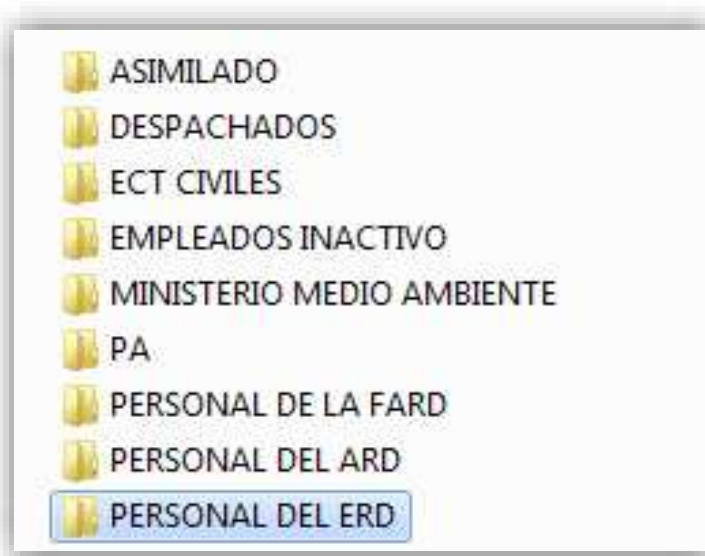 ASIMILADO
DESPACHADOS
ECT CIVILES
EMPLEADOS INACTIVO
MINISTERIO MEDIO AMBIENTE
PA
PERSONAL DE LA FARD
PERSONAL DEL ARD
PERSONAL DEL ERD